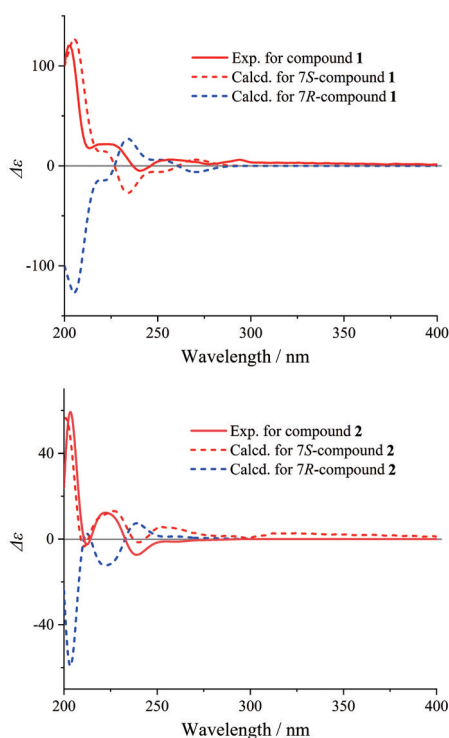 Exp. for compound 1
Calcd. for 7S-compound 1
Calcd. for 7R-compound 1
100
0
-100
Δε
200 250 300 350 400
Wavelength / nm
Exp. for compound 2
Calcd. for 7S-compound 2
Calcd. for 7R-compound 2
40
0
-40
Δε
200 250 300 350 400
Wavelength / nm